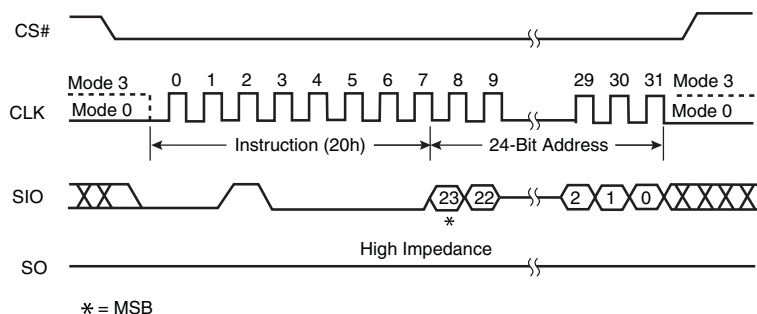 CS#
Mode 3 0 1 2 3 4 5 6 7 8 9 29 30 31 Mode 3
CLK Mode 0 Mode 0
Instruction (20h) 24-Bit Address
SIO 23 22 2 1 0
*
High Impedance
SO
* = MSB